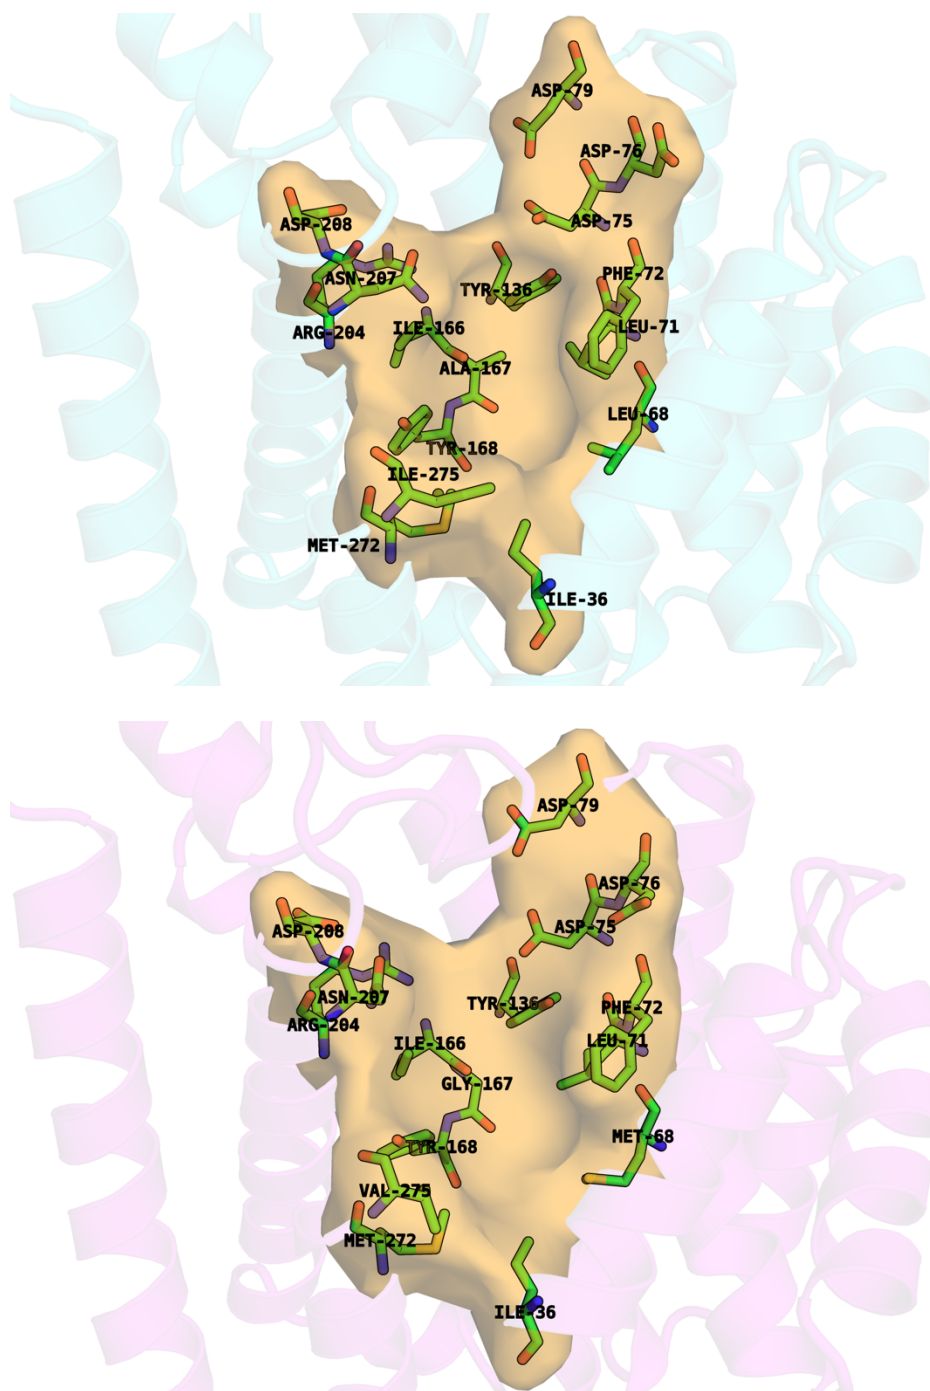 ASP-79
ASP-76
ASP-75
ASP-208
PHE-72
ASN-207
TYR-136
ARG-204
ILE-166
LEU-71
ALA-167
LEU-68
TYR-168
ILE-275
MET-272
ILE-36
ASP-79
ASP-76
ASP-75
ASP-208
ASN-207
TYR-136
PHE-72
ARG-204
ILE-166
LEU-71
GLY-167
MET-68
TYR-168
VAL-275
MET-272
ILE-36